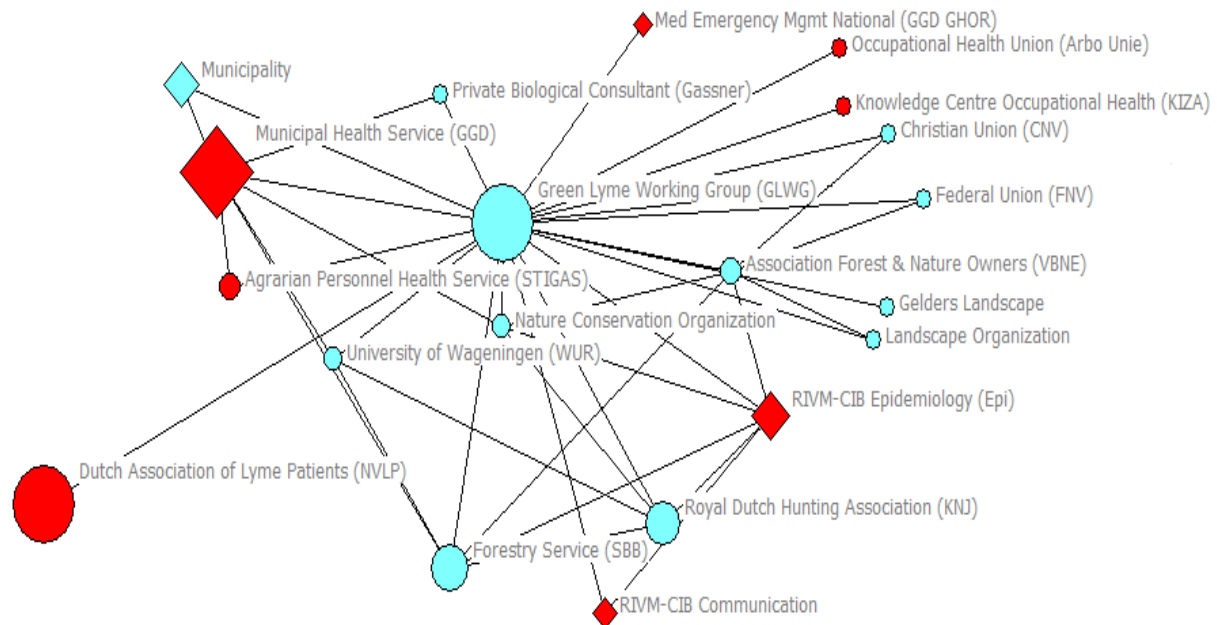 Med Emergency Mgmt National (GGD GHOR)
Occupational Health Union (Arbo Unie)
Municipality
Private Biological Consultant (Gassner)
Knowledge Centre Occupational Health (KIZA)
Municipal Health Service (GGD)
Christian Union (CNV)
Green Lyme Working Group (GLWG)
Federal Union (FNV)
Association Forest & Nature Owners (VBNE)
Agrarian Personnel Health Service (STIGAS)
Gelders Landscape
Nature Conservation Organization
Landscape Organization
University of Wageningen (WUR)
RIVM-CIB Epidemiology (Epi)
Dutch Association of Lyme Patients (NVLP)
Royal Dutch Hunting Association (KNJ)
Forestry Service (SBB)
RIVM-CIB Communication